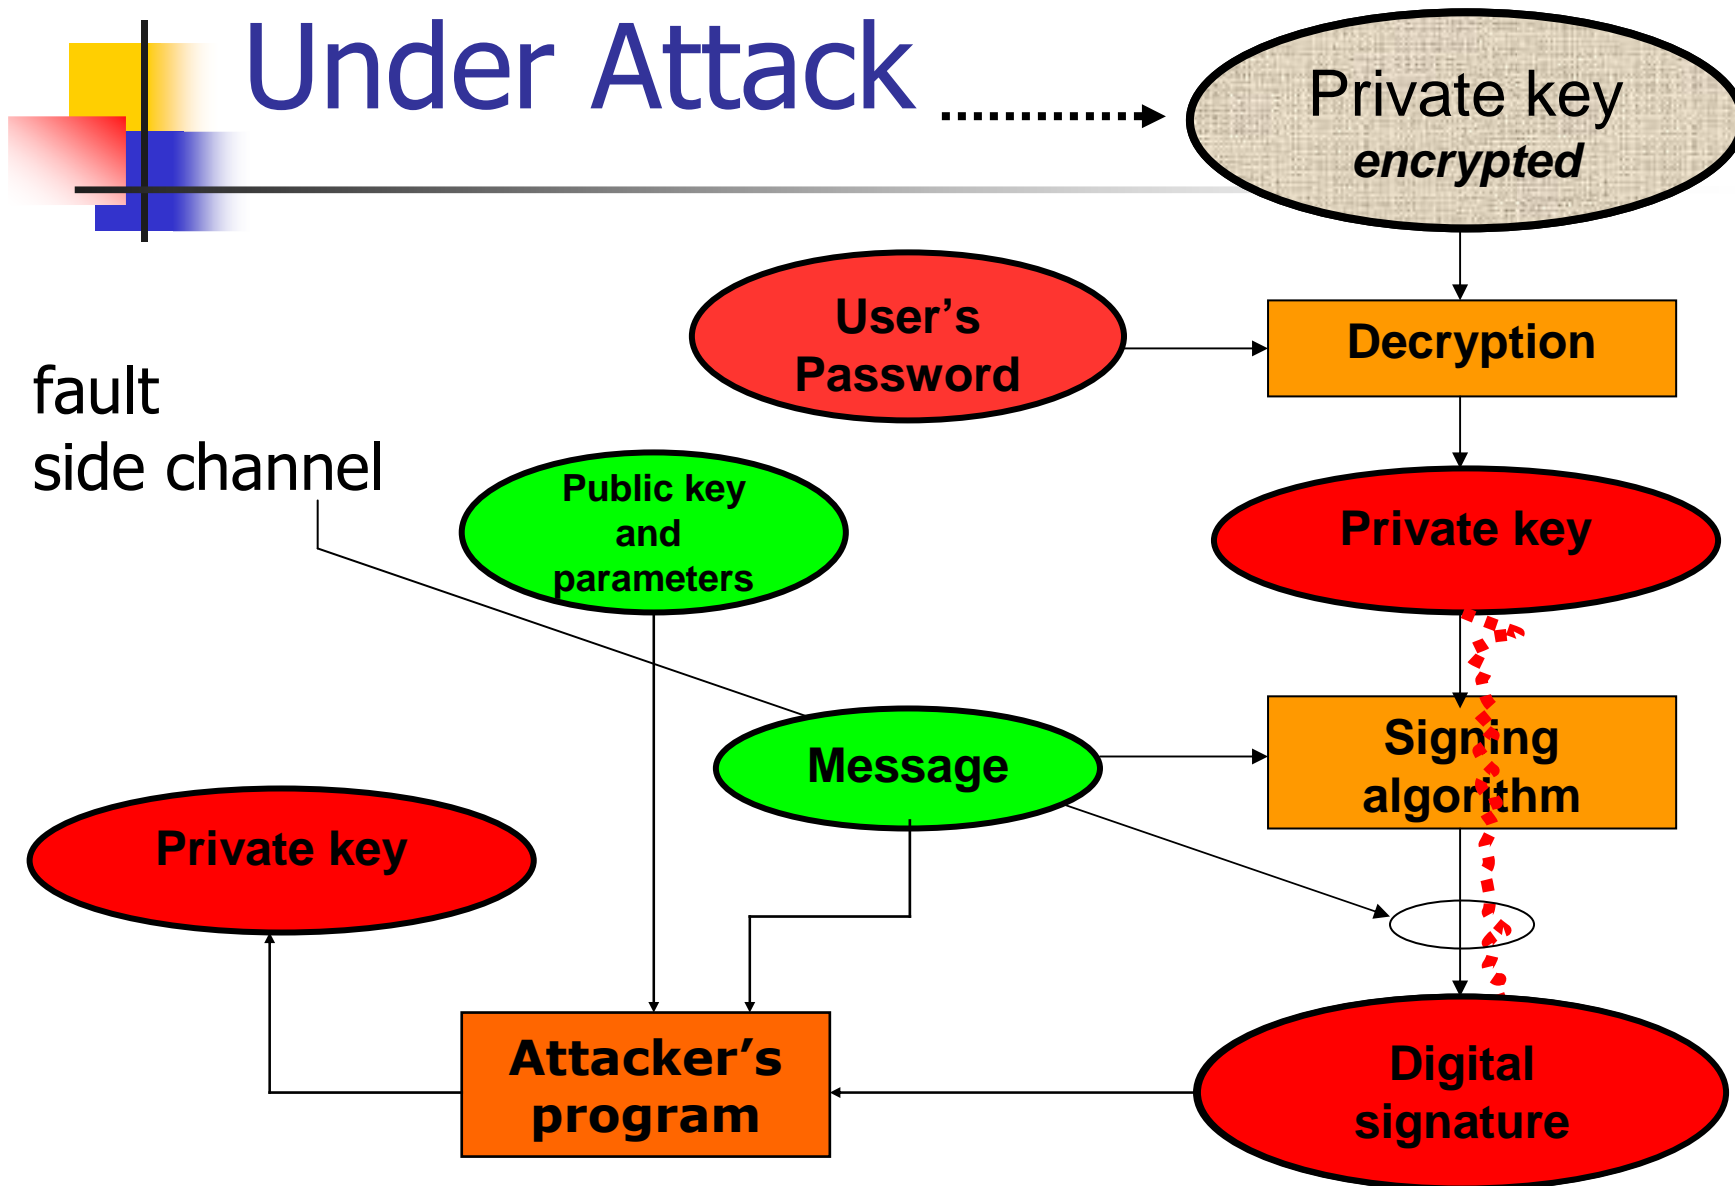 Under Attack
Private key
encrypted
User’s
Password
Decryption
fault
side channel
Public key
and
parameters
Private key
Message
Signing
algorithm
Private key
Attacker’s
program
Digital
signature